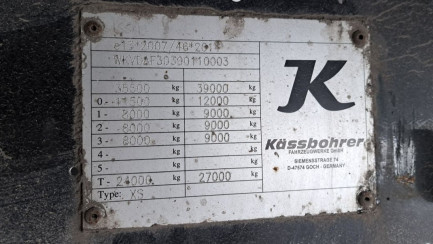 e13*2007/46*2014
WKVDAF30390110003
35500 kg 39000 kg
0- 11500 kg 12000 kg
1- 8000 kg 9000 kg
2- 8000 kg 9000 kg
3- 8000 kg 9000 kg
4- kg kg
5- kg kg
T- 24000 kg 27000 kg
Type: XS
K
Kässbohrer
FAHRZEUGWERKE GmbH
SIEMENSSTRAßE 74
D-47574 GOCH - GERMANY